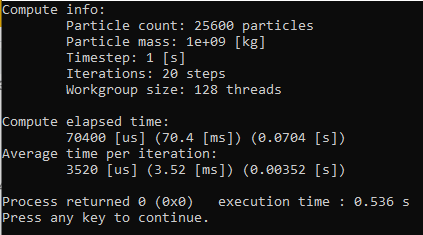 Compute info:
Particle count: 25600 particles
Particle mass: 1e+09 [kg]
Timestep: 1 [s]
Iterations: 20 steps
Workgroup size: 128 threads
Compute elapsed time:
70400 [us] (70.4 [ms]) (0.0704 [s])
Average time per iteration:
3520 [us] (3.52 [ms]) (0.00352 [s])
Process returned 0 (0x0)   execution time : 0.536 s
Press any key to continue.